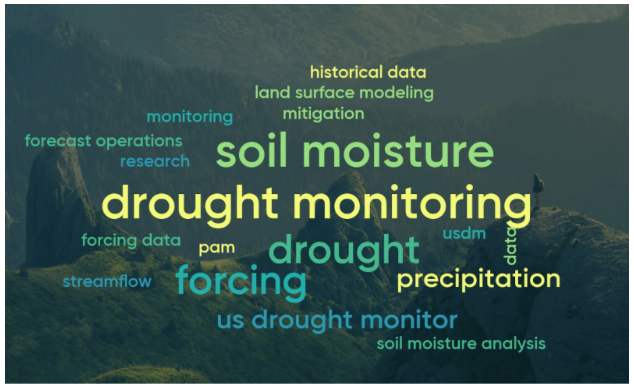 historical data
land surface modeling
monitoring
mitigation
forecast operations
research
soil moisture
drought monitoring
forcing data
pam
drought
usdm
data
streamflow
forcing
precipitation
us drought monitor
soil moisture analysis